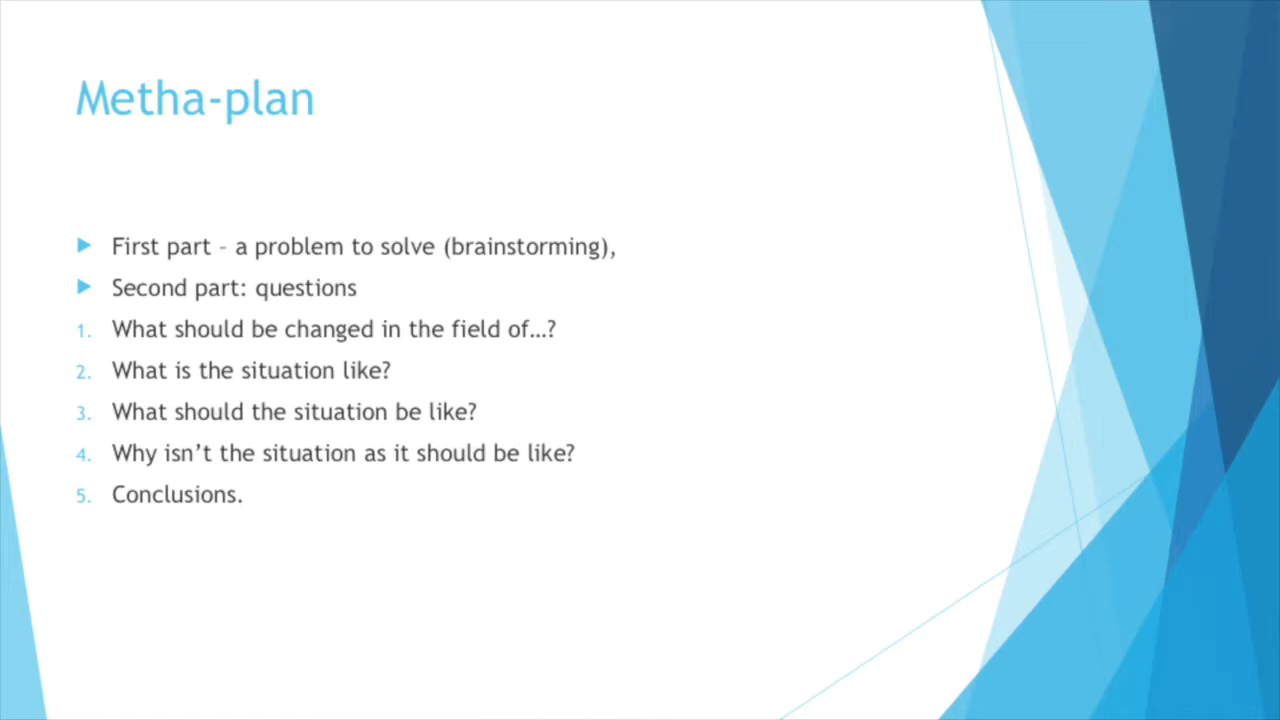 Metha-plan
First part – a problem to solve (brainstorming),
Second part: questions
1. What should be changed in the field of…?
2. What is the situation like?
3. What should the situation be like?
4. Why isn’t the situation as it should be like?
5. Conclusions.